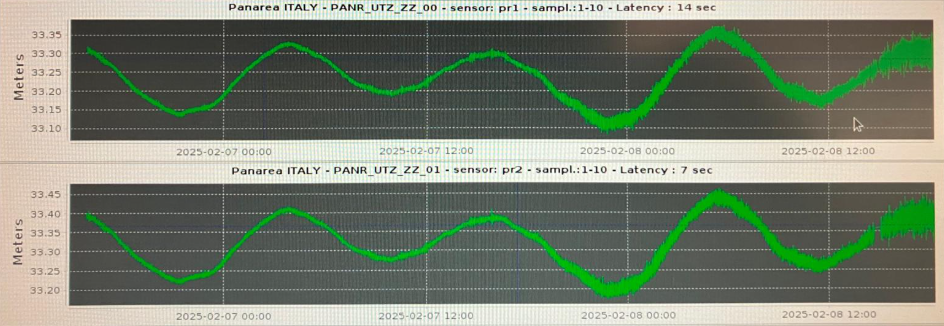 Panarea ITALY - PANR_UTZ_ZZ_00 - sensor: pr1 - sampl.:1-10 - Latency : 14 sec
Meters
33.35
33.30
33.25
33.20
33.15
33.10
2025-02-07 00:00 2025-02-07 12:00 2025-02-08 00:00 2025-02-08 12:00
Panarea ITALY - PANR_UTZ_ZZ_01 - sensor: pr2 - sampl.:1-10 - Latency : 7 sec
Meters
33.45
33.40
33.35
33.30
33.25
33.20
2025-02-07 00:00 2025-02-07 12:00 2025-02-08 00:00 2025-02-08 12:00